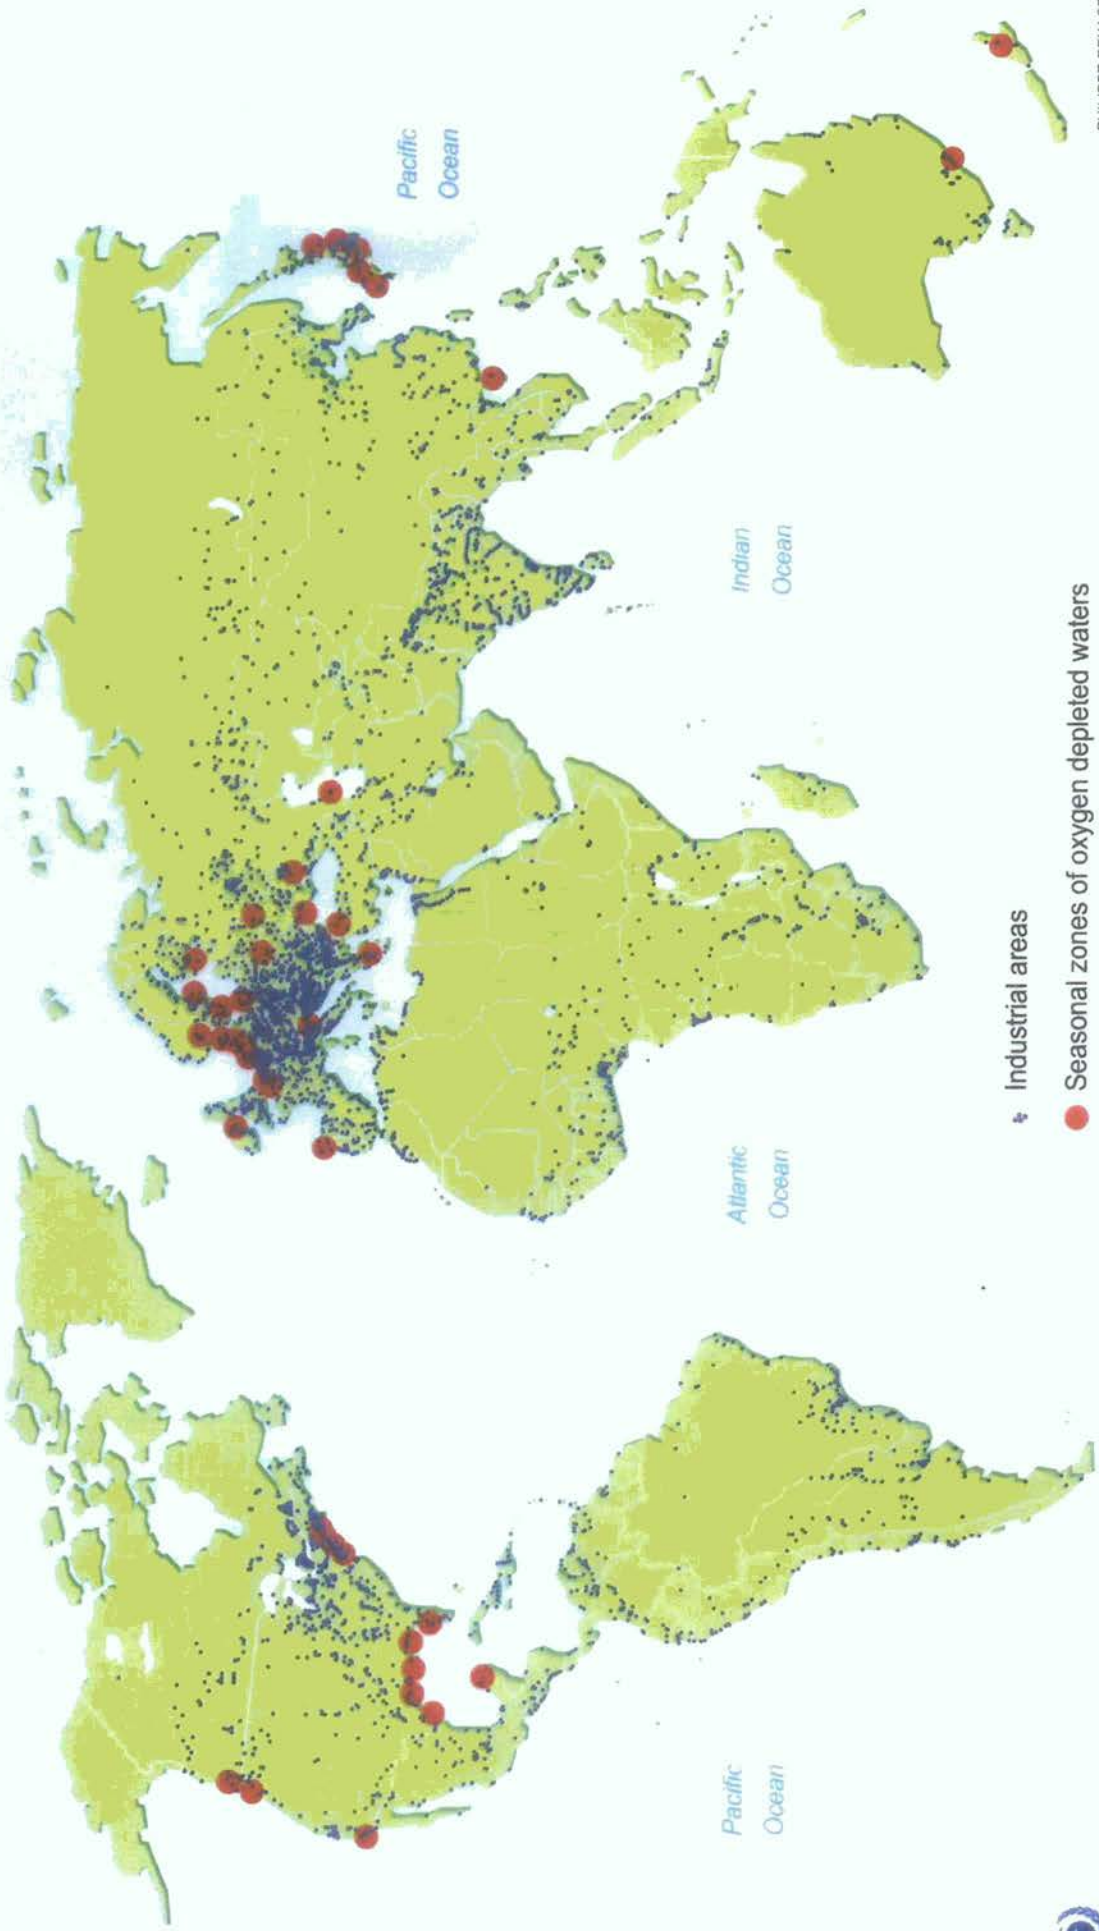 Pacific
Ocean
Atlantic
Ocean
Indian
Ocean
Pacific
Ocean
Industrial areas
Seasonal zones of oxygen depleted waters